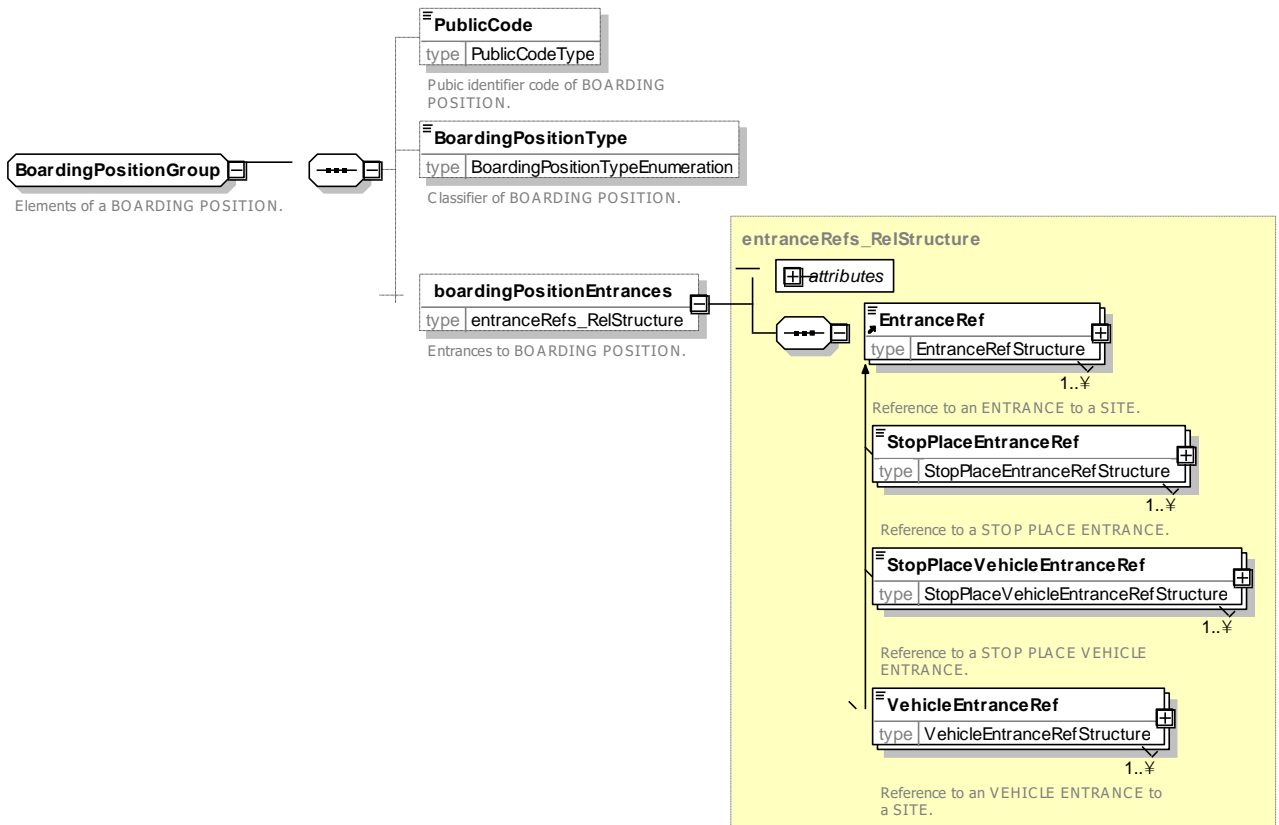 PublicCode
type PublicCodeType
Pubic identifier code of BOARDING
POSITION.
BoardingPositionType
type BoardingPositionTypeEnumeration
Classifier of BOARDING POSITION.
BoardingPositionGroup
Elements of a BOARDING POSITION.
entranceRefs_RelStructure
attributes
boardingPositionEntrances
type entranceRefs_RelStructure
Entrances to BOARDING POSITION.
EntranceRef
type EntranceRefStructure
1..¥
Reference to an ENTRANCE to a SITE.
StopPlaceEntranceRef
type StopPlaceEntranceRefStructure
1..¥
Reference to a STOP PLACE ENTRANCE.
StopPlaceVehicleEntranceRef
type StopPlaceVehicleEntranceRefStructure
1..¥
Reference to a STOP PLACE VEHICLE
ENTRANCE.
VehicleEntranceRef
type VehicleEntranceRefStructure
1..¥
Reference to an VEHICLE ENTRANCE to
a SITE.